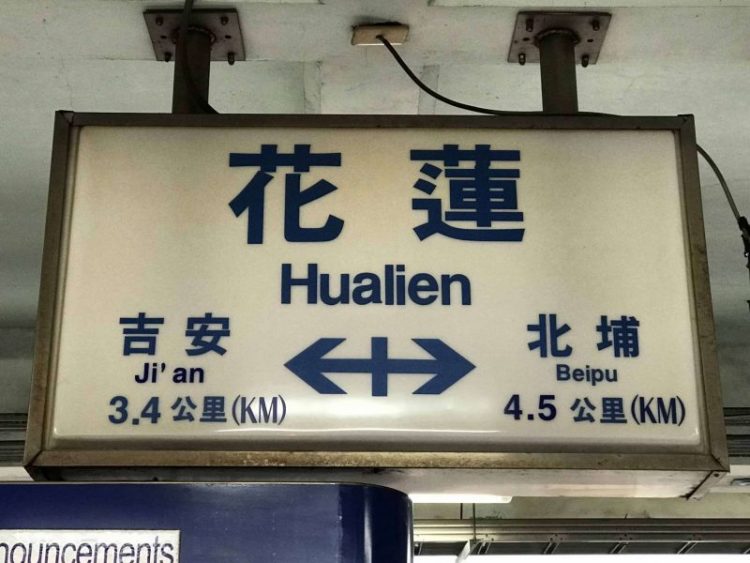 花蓮
Hualien
吉安
Ji'an
3.4 公里(KM)
北埔
Beipu
4.5 公里(KM)
nouncements